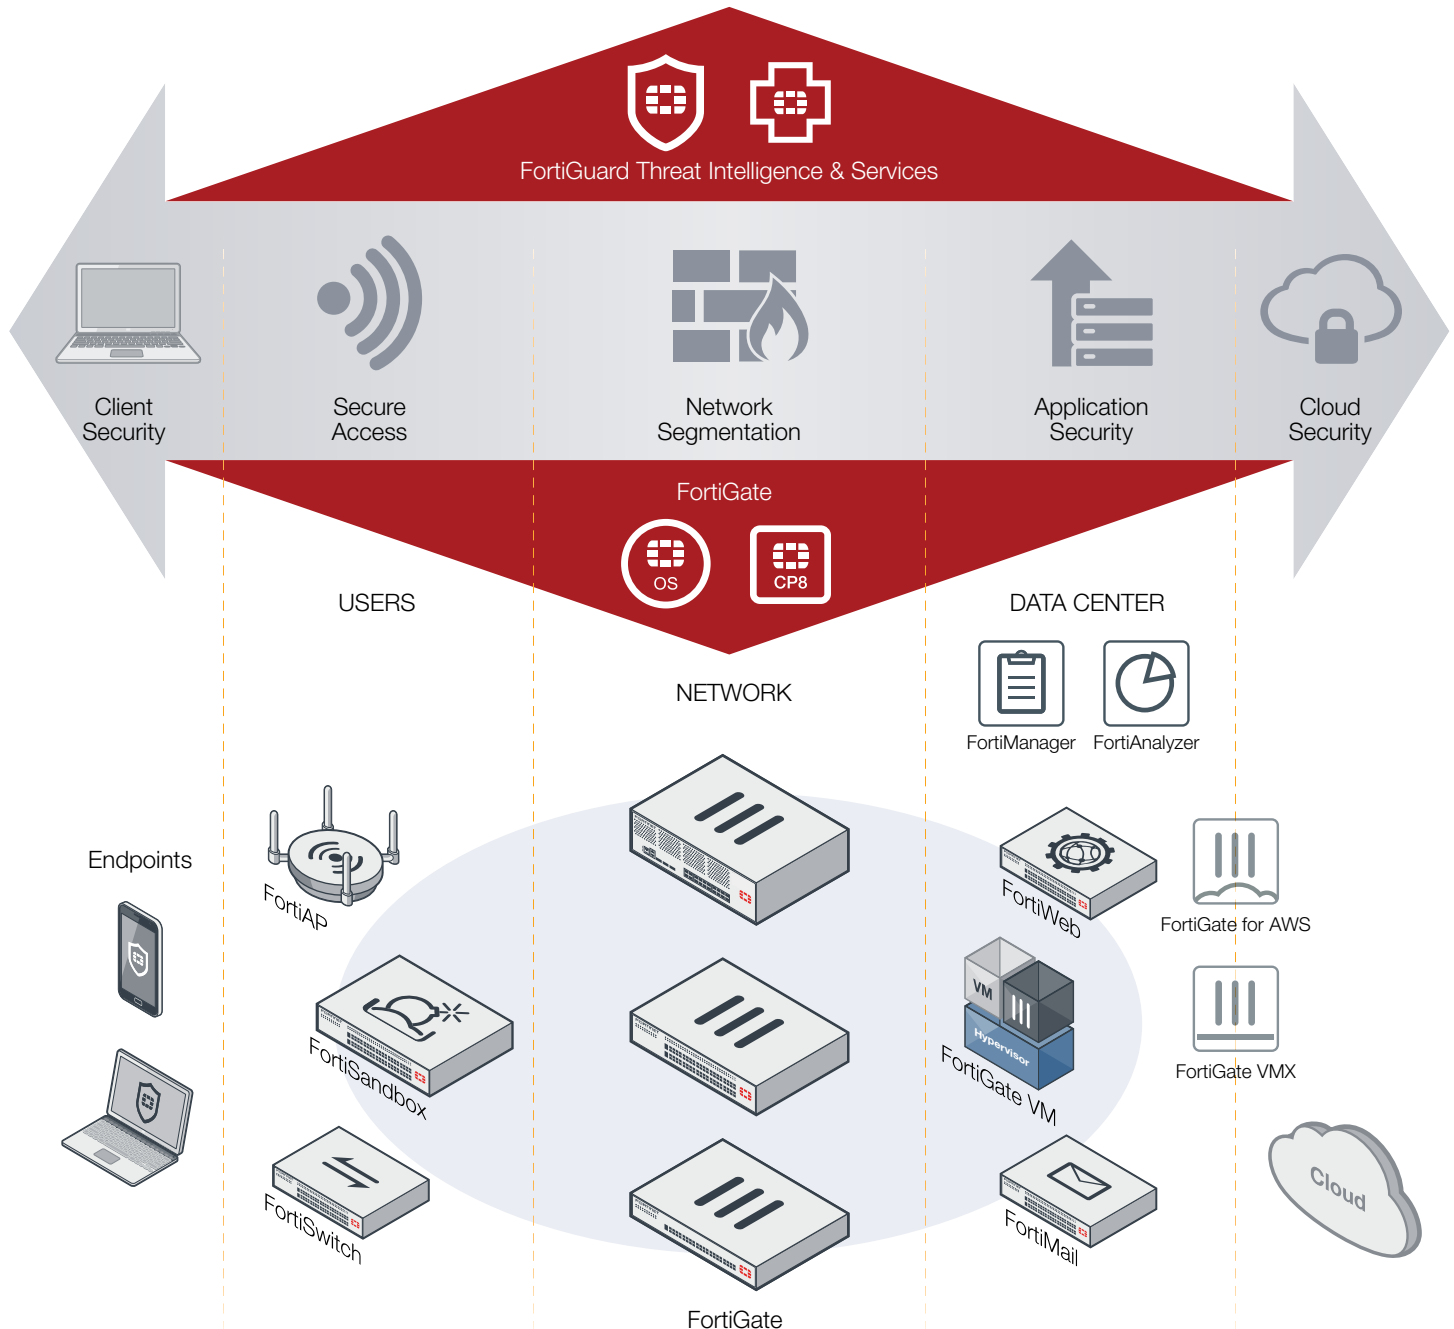 FortiGuard Threat Intelligence & Services
Client
Security
Secure
Access
Network
Segmentation
Application
Security
Cloud
Security
FortiGate
OS
CP8
USERS
DATA CENTER
NETWORK
FortiManager
FortiAnalyzer
Endpoints
FortiAP
FortiWeb
FortiGate for AWS
FortiSandbox
VM
Hypervisor
FortiGate VM
FortiGate VMX
FortiSwitch
FortiMail
Cloud
FortiGate